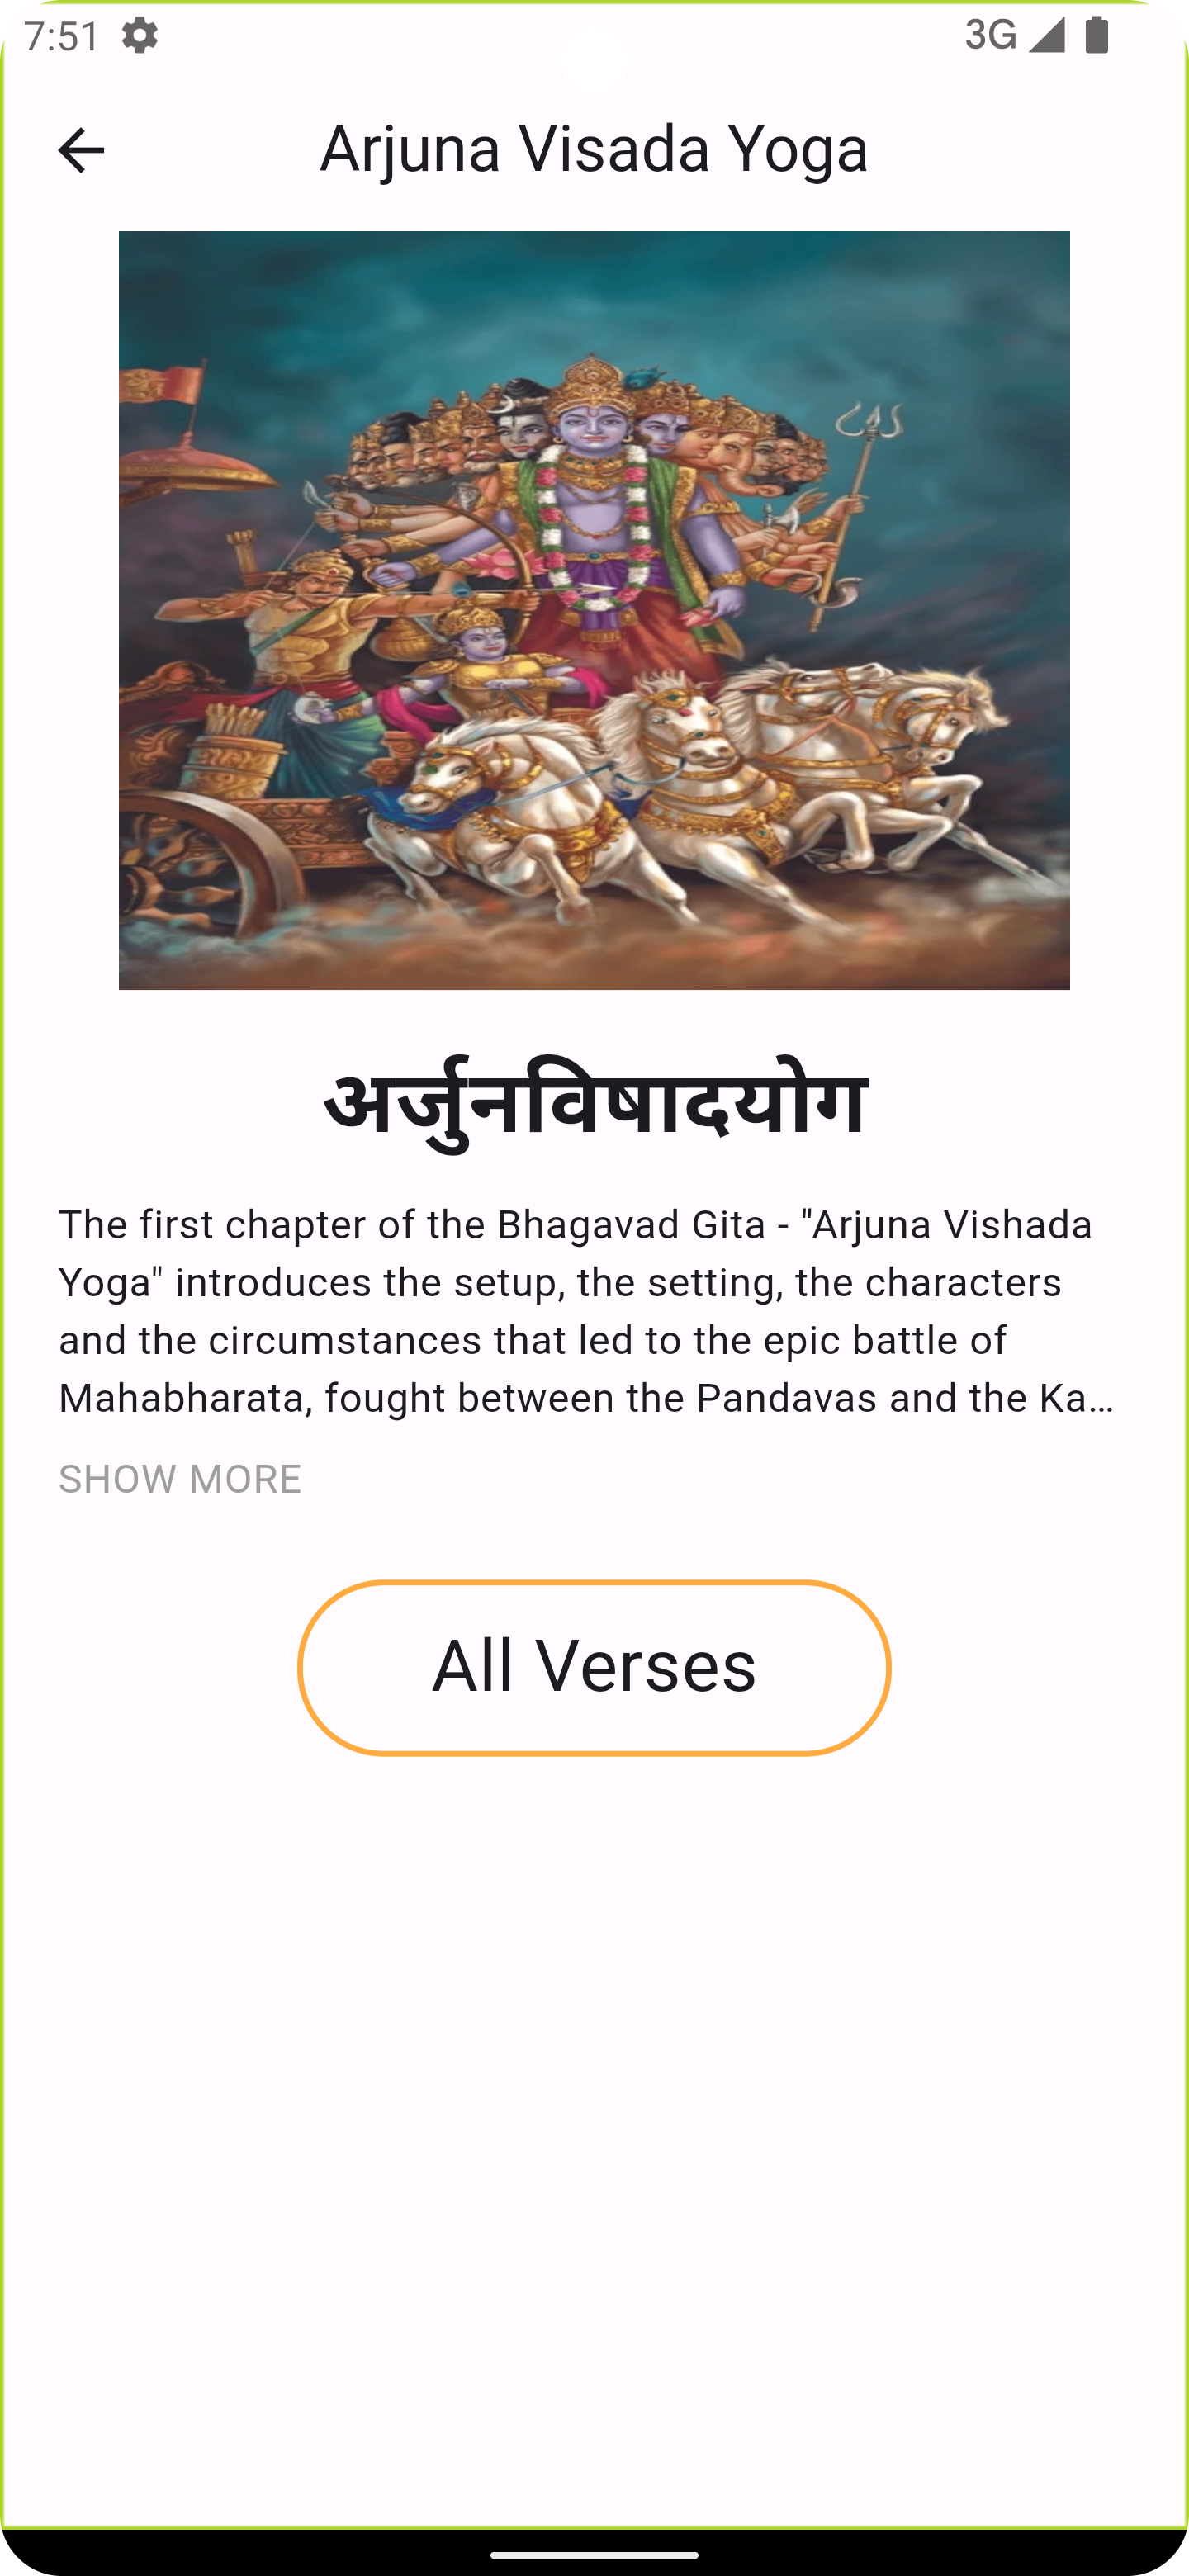 7:51 3G
Arjuna Visada Yoga
अर्जुनविषादयोग
The first chapter of the Bhagavad Gita - "Arjuna Vishada
Yoga" introduces the setup, the setting, the characters
and the circumstances that led to the epic battle of
Mahabharata, fought between the Pandavas and the Ka…
SHOW MORE
All Verses